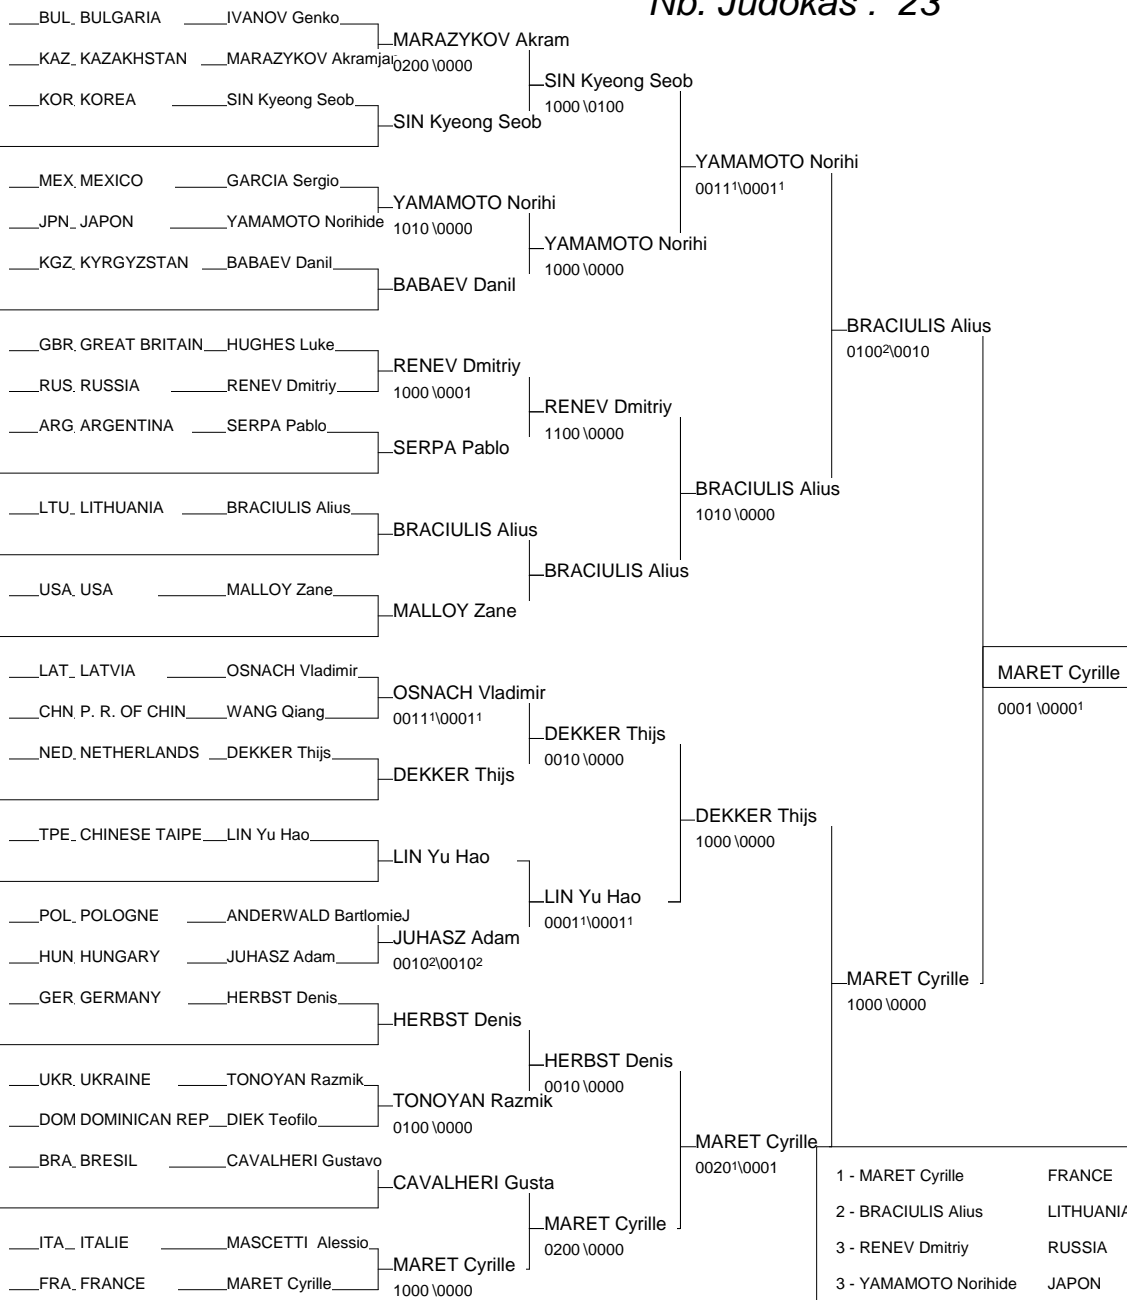 Nb. Judokas : 23
BUL BULGARIA IVANOV Genko
MARAZYKOV Akram
KAZ KAZAKHSTAN MARAZYKOV Akramjan
0200 \0000
SIN Kyeong Seob
1000 \0100
KOR KOREA SIN Kyeong Seob
SIN Kyeong Seob
YAMAMOTO Norihi
0011¹\0001¹
MEX MEXICO GARCIA Sergio
YAMAMOTO Norihi
1010 \0000
JPN JAPON YAMAMOTO Norihide
YAMAMOTO Norihi
1000 \0000
KGZ KYRGYZSTAN BABAEV Danil
BABAEV Danil
BRACIULIS Alius
0100²\0010
GBR GREAT BRITAIN HUGHES Luke
RENEV Dmitriy
1000 \0001
RUS RUSSIA RENEV Dmitriy
RENEV Dmitriy
1100 \0000
ARG ARGENTINA SERPA Pablo
SERPA Pablo
BRACIULIS Alius
1010 \0000
LTU LITHUANIA BRACIULIS Alius
BRACIULIS Alius
BRACIULIS Alius
USA USA MALLOY Zane
MALLOY Zane
MARET Cyrille
0001 \0000¹
LAT LATVIA OSNACH Vladimir
OSNACH Vladimir
0011¹\0001¹
CHN P. R. OF CHIN WANG Qiang
DEKKER Thijs
0010 \0000
NED NETHERLANDS DEKKER Thijs
DEKKER Thijs
DEKKER Thijs
1000 \0000
TPE CHINESE TAIPE LIN Yu Hao
LIN Yu Hao
LIN Yu Hao
0001¹\0001¹
POL POLOGNE ANDERWALD BartlomieJ
JUHASZ Adam
0010²\0010²
HUN HUNGARY JUHASZ Adam
MARET Cyrille
1000 \0000
GER GERMANY HERBST Denis
HERBST Denis
HERBST Denis
0010 \0000
UKR UKRAINE TONOYAN Razmik
TONOYAN Razmik
0100 \0000
DOM DOMINICAN REP DIEK Teofilo
MARET Cyrille
0020¹\0001
BRA BRESIL CAVALHERI Gustavo
CAVALHERI Gusta
MARET Cyrille
0200 \0000
ITA ITALIE MASCETTI Alessio
MARET Cyrille
1000 \0000
FRA FRANCE MARET Cyrille
1 - MARET Cyrille FRANCE
2 - BRACIULIS Alius LITHUANIA
3 - RENEV Dmitriy RUSSIA
3 - YAMAMOTO Norihide JAPON